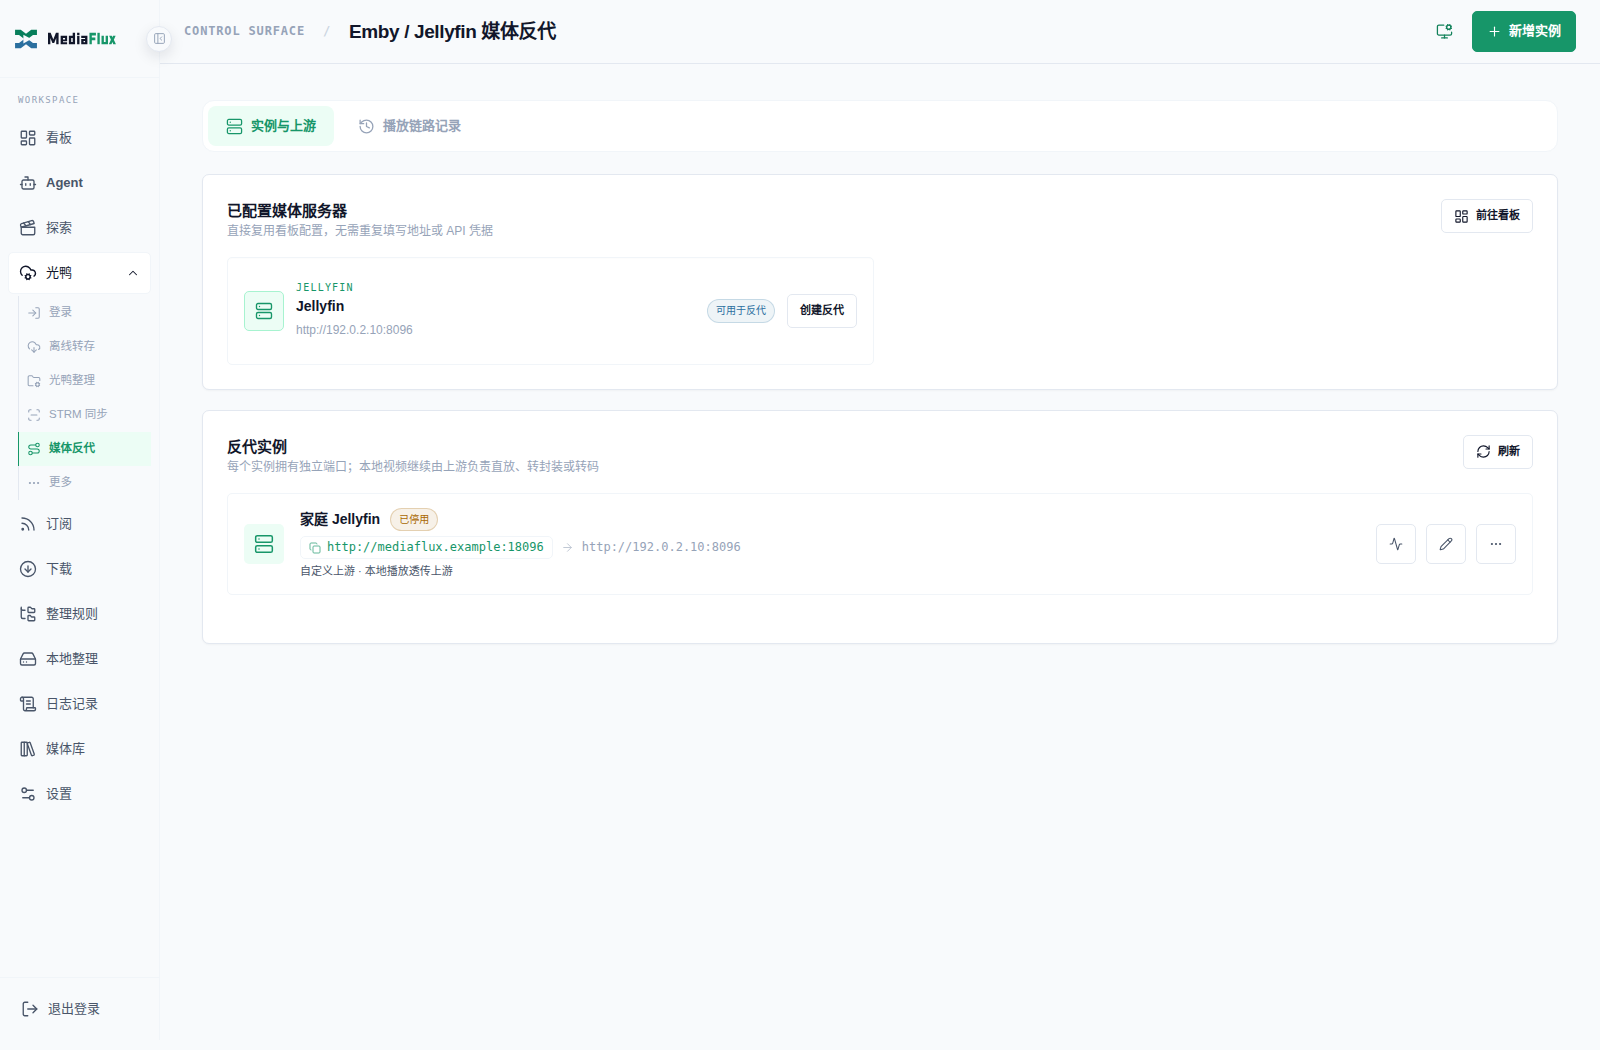 MediaFlux
CONTROL SURFACE / Emby / Jellyfin 媒体反代
新增实例
WORKSPACE
看板
Agent
探索
光鸭
登录
离线转存
光鸭整理
STRM 同步
媒体反代
更多
订阅
下载
整理规则
本地整理
日志记录
媒体库
设置
退出登录
实例与上游
播放链路记录
已配置媒体服务器
直接复用看板配置，无需重复填写地址或 API 凭据
前往看板
JELLYFIN
Jellyfin
http://192.0.2.10:8096
可用于反代
创建反代
反代实例
每个实例拥有独立端口；本地视频继续由上游负责直放、转封装或转码
刷新
家庭 Jellyfin 已停用
http://mediaflux.example:18096 → http://192.0.2.10:8096
自定义上游 · 本地播放透传上游